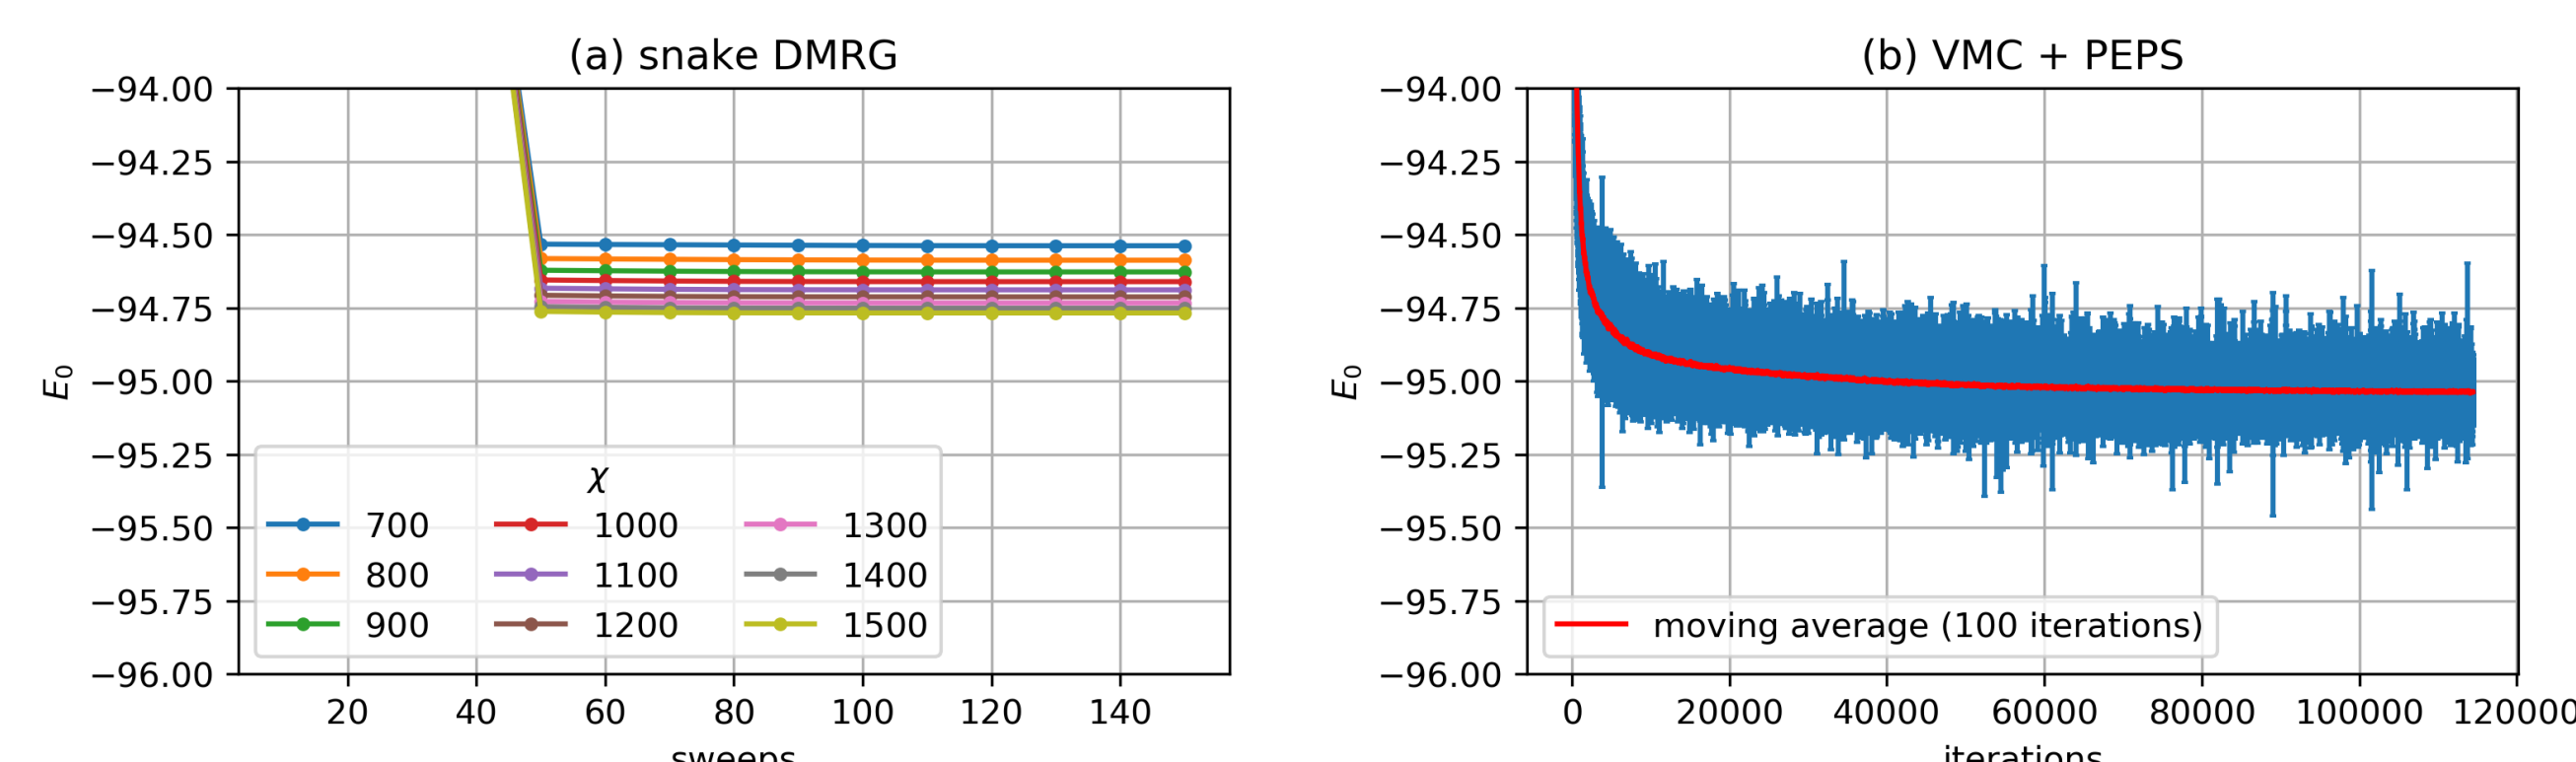 (a) snake DMRG
−94.00
−94.25
−94.50
−94.75
−95.00
−95.25
−95.50
−95.75
−96.00
E₀
χ
700 1000 1300
800 1100 1400
900 1200 1500
20 40 60 80 100 120 140
sweeps
(b) VMC + PEPS
−94.00
−94.25
−94.50
−94.75
−95.00
−95.25
−95.50
−95.75
−96.00
E₀
moving average (100 iterations)
0 20000 40000 60000 80000 100000 120000
iterations